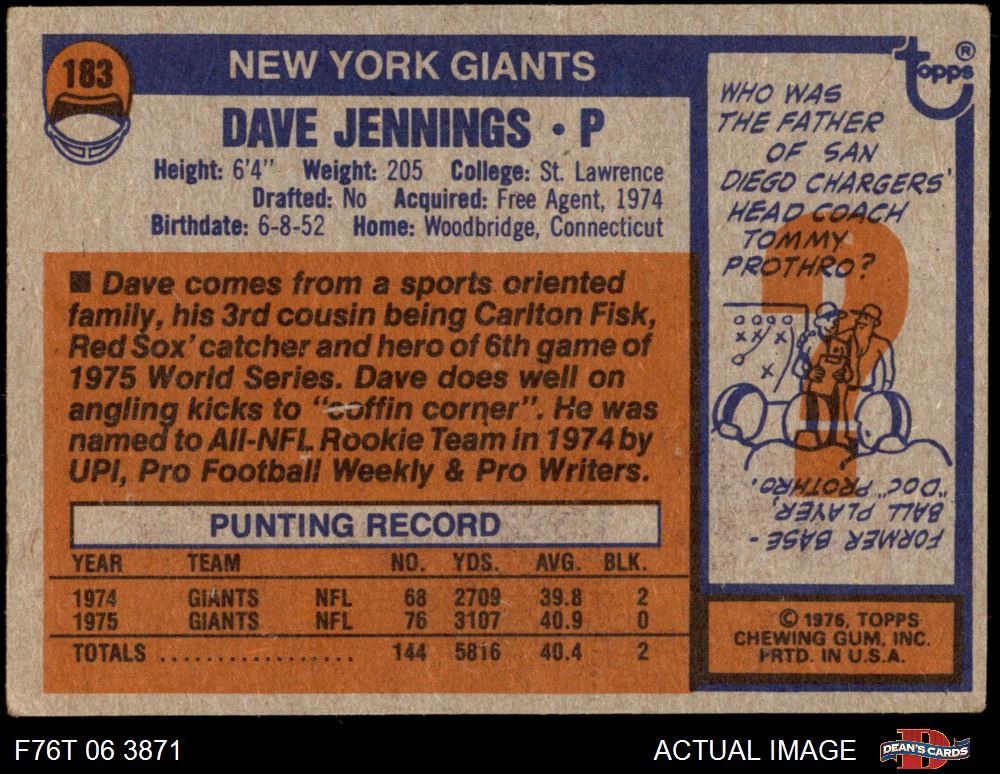 183
NEW YORK GIANTS
DAVE JENNINGS • P
Height: 6'4" Weight: 205 College: St. Lawrence
Drafted: No Acquired: Free Agent, 1974
Birthdate: 6-8-52 Home: Woodbridge, Connecticut
■ Dave comes from a sports oriented
family, his 3rd cousin being Carlton Fisk,
Red Sox' catcher and hero of 6th game of
1975 World Series. Dave does well on
angling kicks to "coffin corner". He was
named to All-NFL Rookie Team in 1974 by
UPI, Pro Football Weekly & Pro Writers.
PUNTING RECORD
YEAR TEAM NO. YDS. AVG. BLK.
1974 GIANTS NFL 68 2709 39.8 2
1975 GIANTS NFL 76 3107 40.9 0
TOTALS .................. 144 5816 40.4 2
topps ®
WHO WAS
THE FATHER
OF SAN
DIEGO CHARGERS'
HEAD COACH
TOMMY
PROTHRO?
?
FORMER BASE-
BALL PLAYER,
"DOC" PROTHRO.
© 1976, TOPPS
CHEWING GUM, INC.
PRTD. IN U.S.A.
F76T 06 3871
ACTUAL IMAGE
DEAN'S CARDS